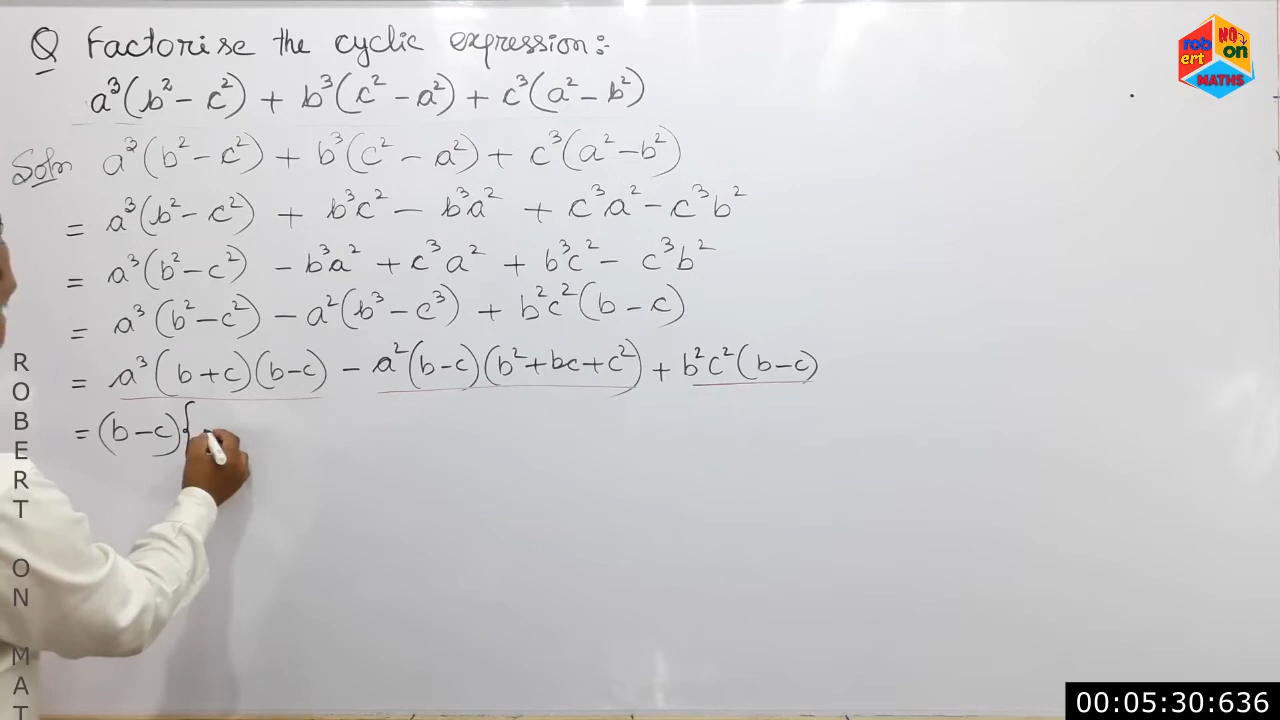 Q Factorise the cyclic expression:-
a³(b² - c²) + b³(c² - a²) + c³(a² - b²)
Soln a³(b² - c²) + b³(c² - a²) + c³(a² - b²)
= a³(b² - c²) + b³c² - b³a² + c³a² - c³b²
= a³(b² - c²) - b³a² + c³a² + b³c² - c³b²
= a³(b² - c²) - a²(b³ - c³) + b²c²(b - c)
= a³(b + c)(b - c) - a²(b - c)(b² + bc + c²) + b²c²(b - c)
= (b - c){
rob ert NO on MATHS
ROBERT ON MAT
00:05:30:636